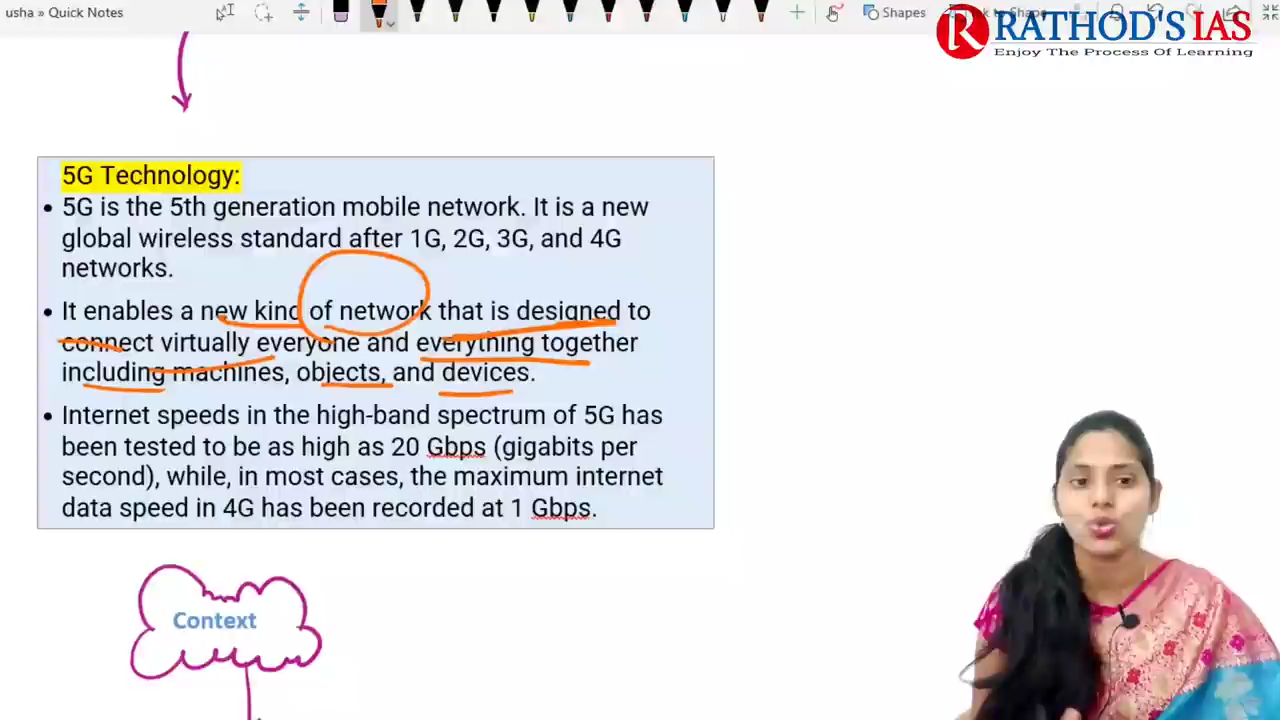 usha » Quick Notes
Shapes
RATHOD'S IAS
Enjoy The Process Of Learning
5G Technology:
• 5G is the 5th generation mobile network. It is a new
global wireless standard after 1G, 2G, 3G, and 4G
networks.
• It enables a new kind of network that is designed to
connect virtually everyone and everything together
including machines, objects, and devices.
• Internet speeds in the high-band spectrum of 5G has
been tested to be as high as 20 Gbps (gigabits per
second), while, in most cases, the maximum internet
data speed in 4G has been recorded at 1 Gbps.
Context